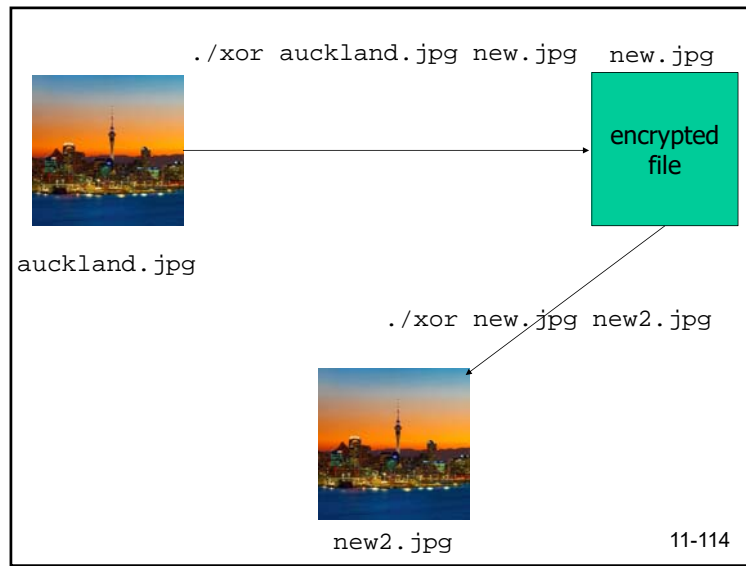 ./xor auckland.jpg new.jpg
new.jpg
encrypted
file
auckland.jpg
./xor new.jpg new2.jpg
new2.jpg
11-114